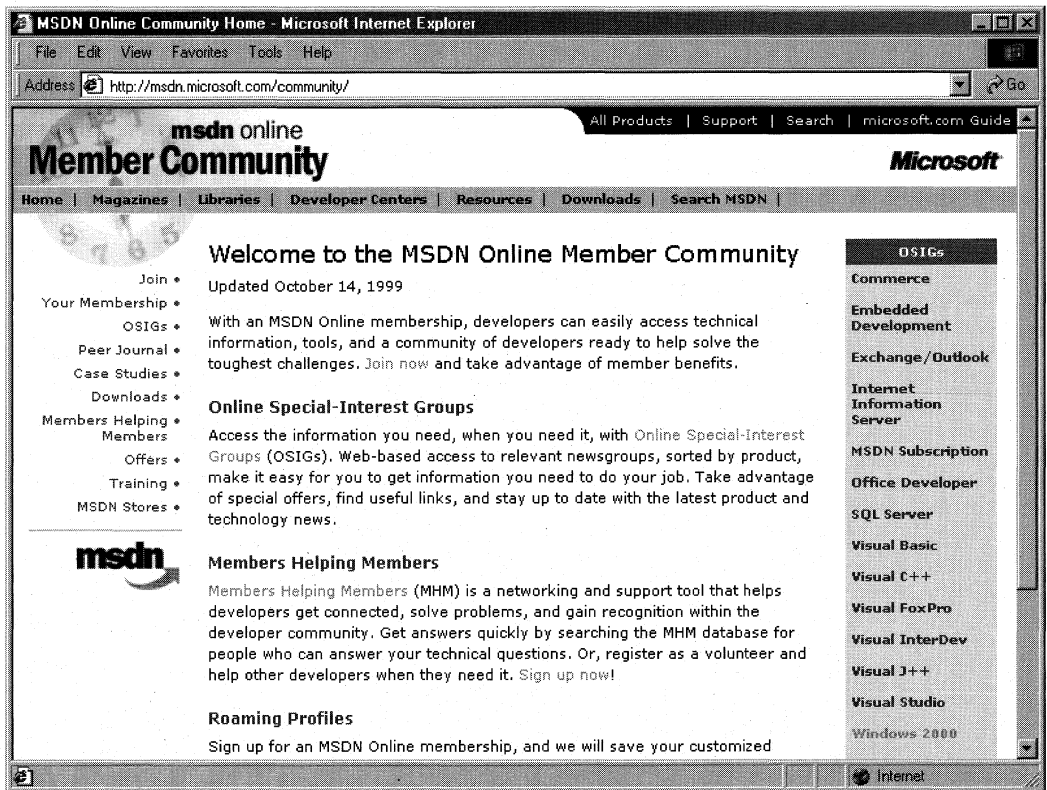 MSDN Online Community Home - Microsoft Internet Explorer
File Edit View Favorites Tools Help
Address http://msdn.microsoft.com/community/ Go
All Products | Support | Search | microsoft.com Guide
msdn online
Member Community
Microsoft
Home | Magazines | Libraries | Developer Centers | Resources | Downloads | Search MSDN |
Join •
Your Membership •
OSIGs •
Peer Journal •
Case Studies •
Downloads •
Members Helping •
Members
Offers •
Training •
MSDN Stores •
msdn
Welcome to the MSDN Online Member Community
Updated October 14, 1999
With an MSDN Online membership, developers can easily access technical
information, tools, and a community of developers ready to help solve the
toughest challenges. Join now and take advantage of member benefits.
Online Special-Interest Groups
Access the information you need, when you need it, with Online Special-Interest
Groups (OSIGs). Web-based access to relevant newsgroups, sorted by product,
make it easy for you to get information you need to do your job. Take advantage
of special offers, find useful links, and stay up to date with the latest product and
technology news.
Members Helping Members
Members Helping Members (MHM) is a networking and support tool that helps
developers get connected, solve problems, and gain recognition within the
developer community. Get answers quickly by searching the MHM database for
people who can answer your technical questions. Or, register as a volunteer and
help other developers when they need it. Sign up now!
Roaming Profiles
Sign up for an MSDN Online membership, and we will save your customized
OSIGs
Commerce
Embedded
Development
Exchange/Outlook
Internet
Information
Server
MSDN Subscription
Office Developer
SQL Server
Visual Basic
Visual C++
Visual FoxPro
Visual InterDev
Visual J++
Visual Studio
Windows 2000
Internet